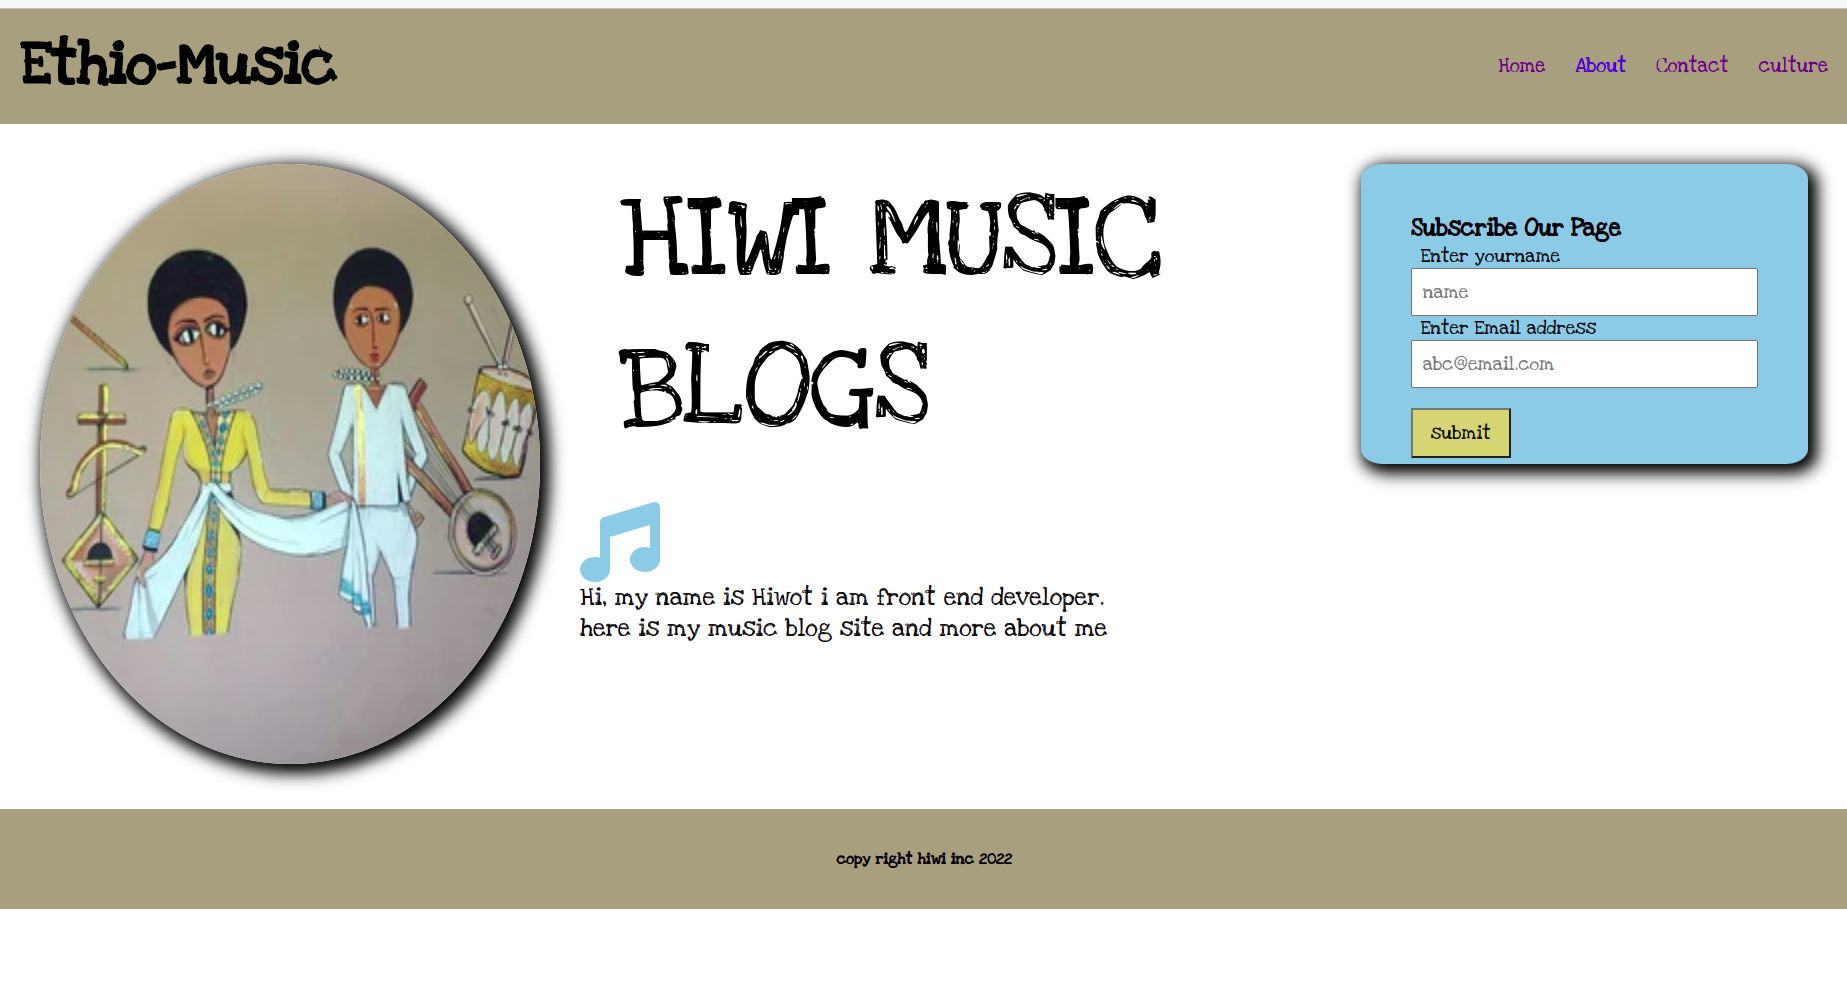 Ethio-Music
Home About Contact culture
HIWI MUSIC
BLOGS
Hi, my name is Hiwot i am front end developer.
here is my music blog site and more about me
Subscribe Our Page
Enter yourname
name
Enter Email address
abc@email.com
submit
copy right hiwi inc 2022